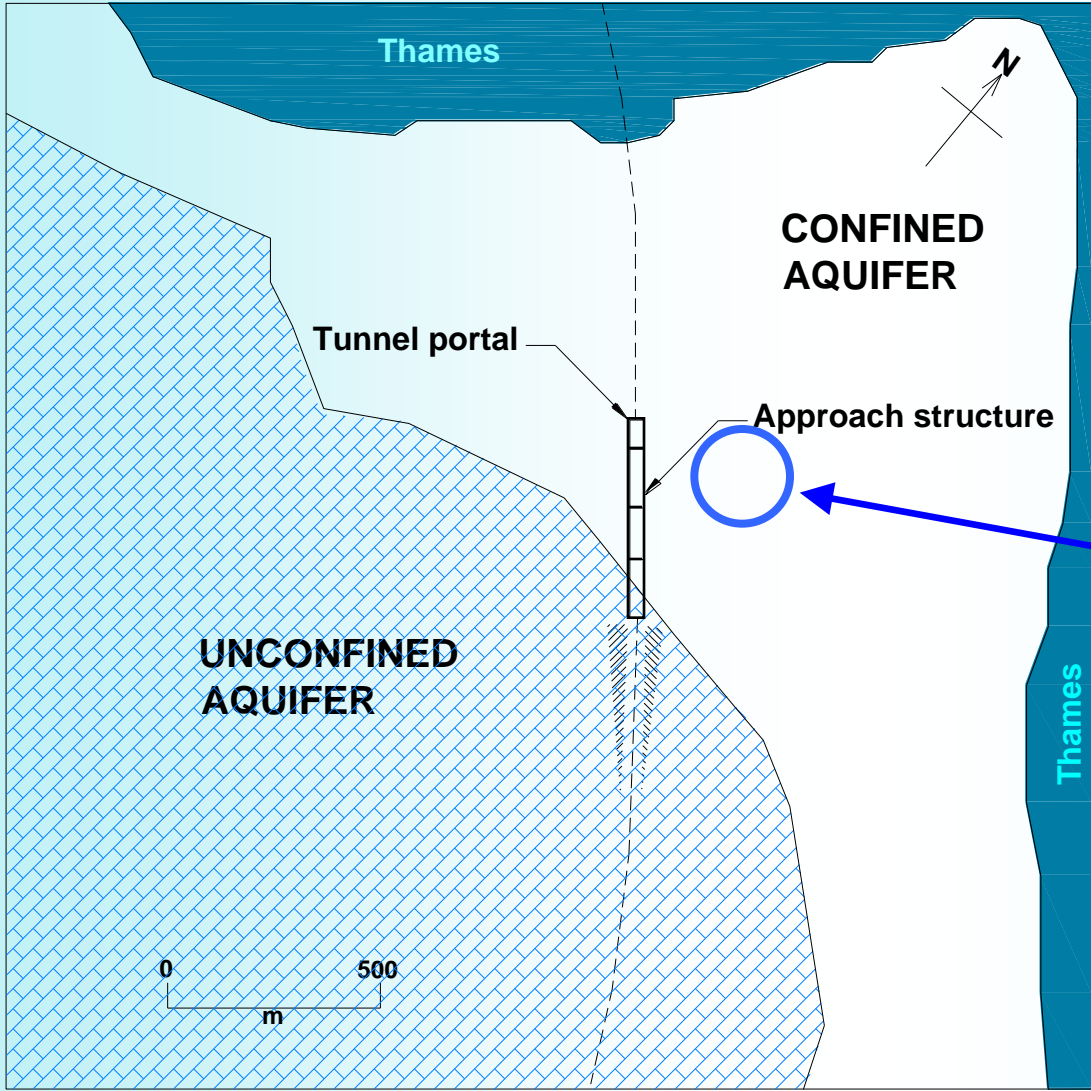 Thames
N
CONFINED
AQUIFER
Tunnel portal
Approach structure
UNCONFINED
AQUIFER
Thames
0 500
m